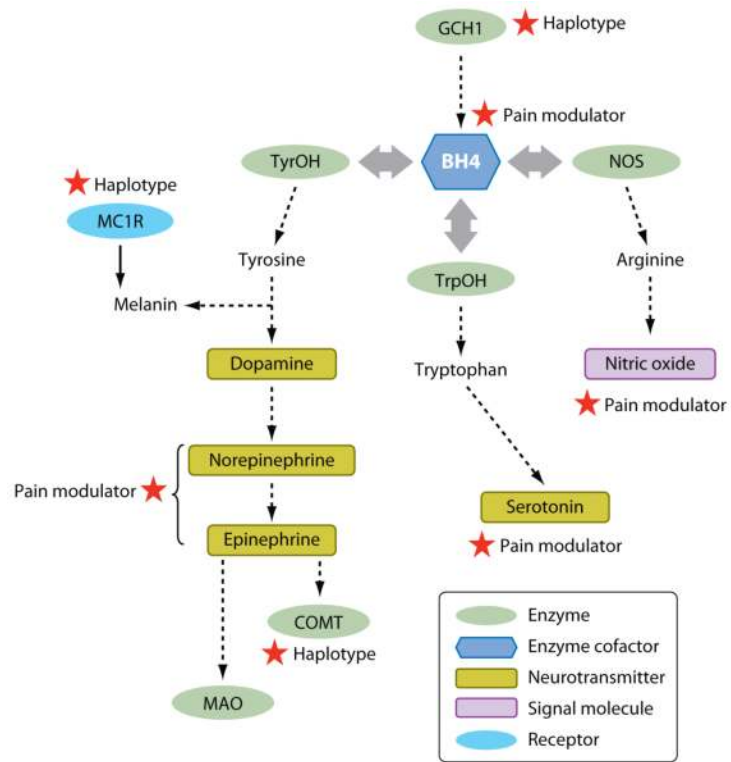 GCH1
Haplotype
Pain modulator
TyrOH
BH4
NOS
Haplotype
MC1R
Tyrosine
TrpOH
Arginine
Melanin
Dopamine
Tryptophan
Nitric oxide
Pain modulator
Norepinephrine
Pain modulator
Serotonin
Epinephrine
Pain modulator
COMT
Haplotype
MAO
Enzyme
Enzyme cofactor
Neurotransmitter
Signal molecule
Receptor